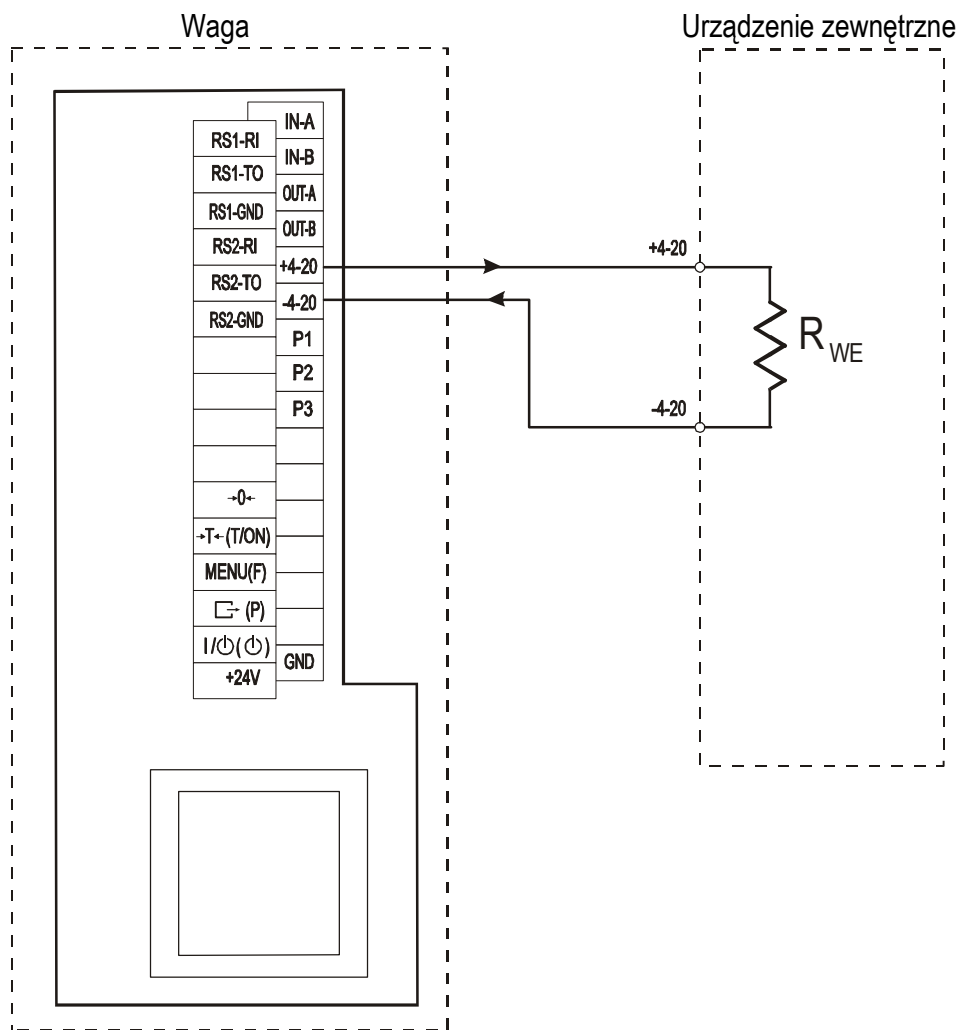 Waga
Urządzenie zewnętrzne
IN-A
RS1-RI
IN-B
RS1-TO
OUT-A
RS1-GND
OUT-B
RS2-RI
+4-20
RS2-TO
-4-20
RS2-GND
P1
P2
P3
+4-20
R WE
-4-20
→0←
→T←(T/ON)
MENU(F)
(P)
I/⏻(⏻)
GND
+24V